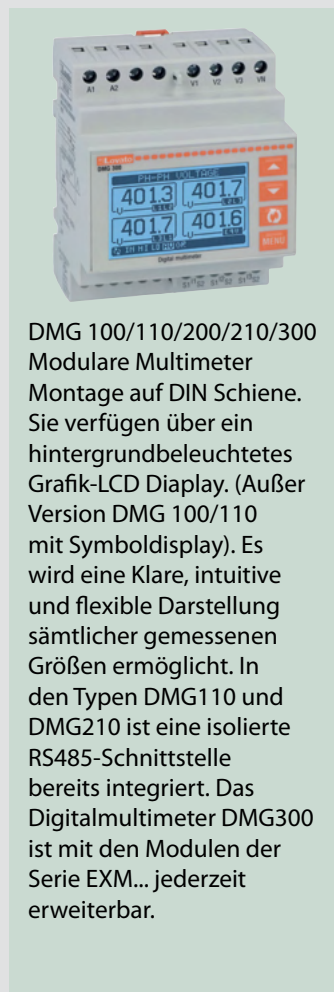 A1 A2 V1 V2 V3 VN
Lovato
DMG 300
PH-PH VOLTAGE
401.3 401.7
L1L2 L2L3
401.7 401.6
L3L1
MENU
Digital multimeter
DMG 100/110/200/210/300
Modulare Multimeter
Montage auf DIN Schiene.
Sie verfügen über ein
hintergrundbeleuchtetes
Grafik-LCD Diaplay. (Außer
Version DMG 100/110
mit Symboldisplay). Es
wird eine Klare, intuitive
und flexible Darstellung
sämtlicher gemessenen
Größen ermöglicht. In
den Typen DMG110 und
DMG210 ist eine isolierte
RS485-Schnittstelle
bereits integriert. Das
Digitalmultimeter DMG300
ist mit den Modulen der
Serie EXM... jederzeit
erweiterbar.